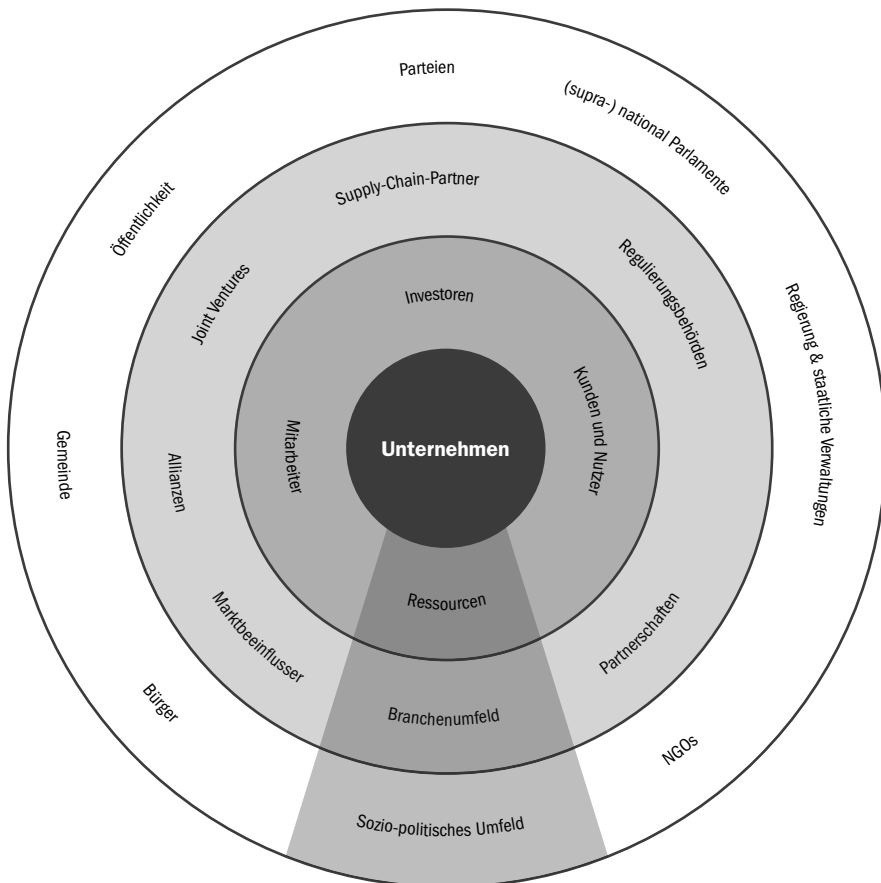 Parteien
(supra-) national Parlamente
Öffentlichkeit
Supply-Chain-Partner
Regulierungsbehörden
Joint Ventures
Investoren
Regierung & staatliche Verwaltungen
Kunden und Nutzer
Mitarbeiter
Unternehmen
Gemeinde
Allianzen
Ressourcen
Marktbeeinflusser
Partnerschaften
Bürger
Branchenumfeld
NGOs
Sozio-politisches Umfeld